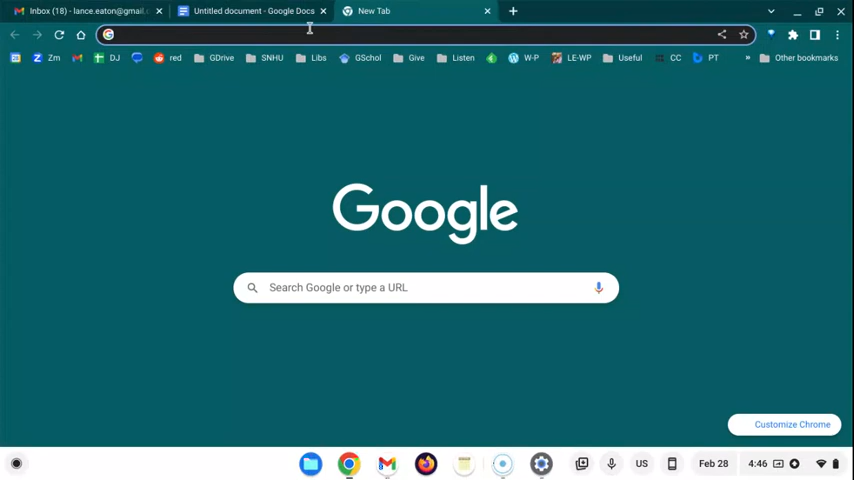 Inbox (18) - lance.eaton@gmail.c
Untitled document - Google Docs
New Tab
Zm
DJ
red
GDrive
SNHU
Libs
GSchol
Give
Listen
W-P
LE-WP
Useful
CC
PT
»
Other bookmarks
Google
Search Google or type a URL
Customize Chrome
US
Feb 28
4:46